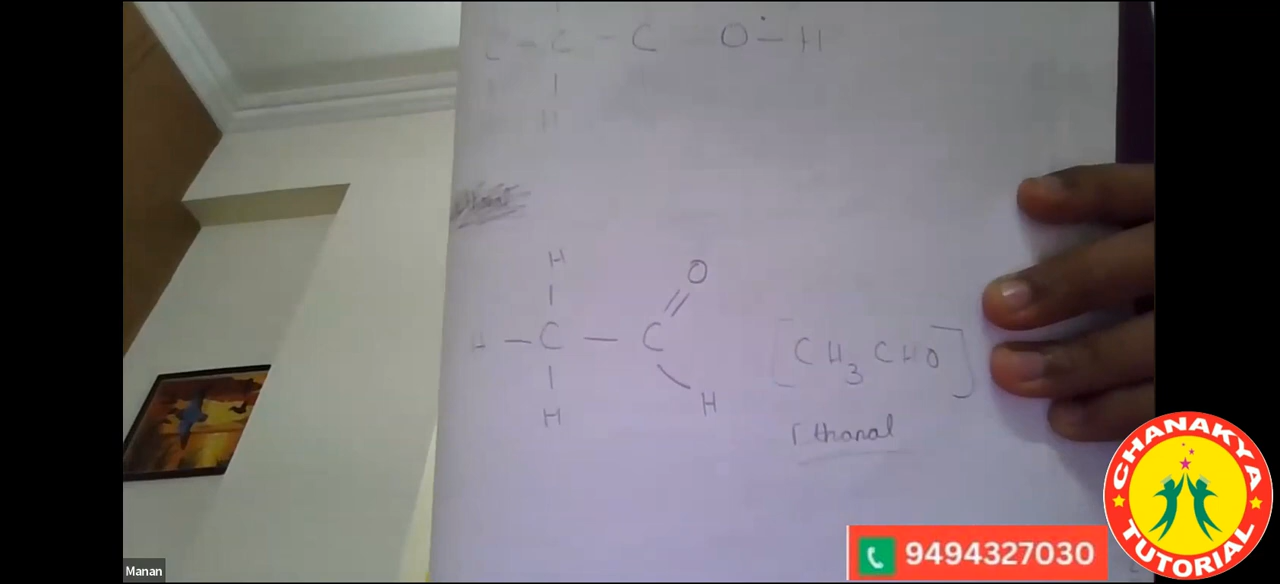 C - C - C - O - H
H
H
O
H - C - C
[CH3CHO]
H
H
Ethanal
Manan
9494327030
CHANAKYA
TUTORIAL